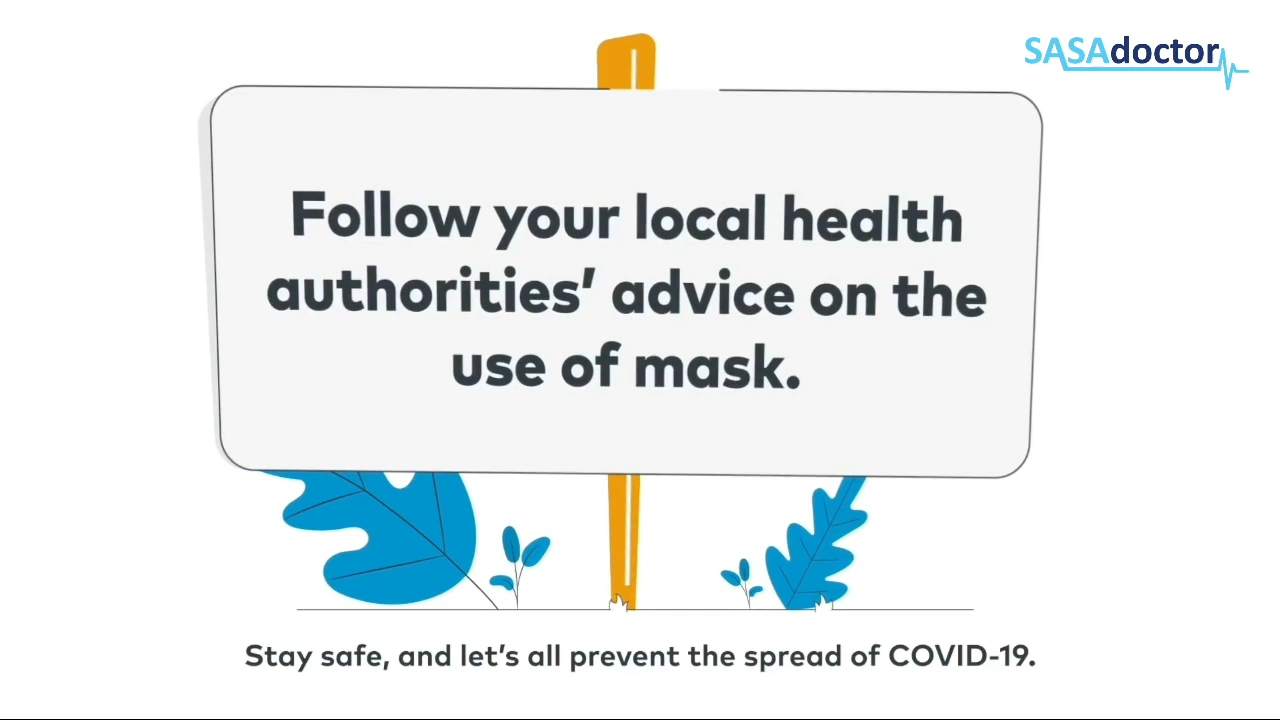 SASAdoctor
Follow your local health
authorities’ advice on the
use of mask.
Stay safe, and let’s all prevent the spread of COVID-19.